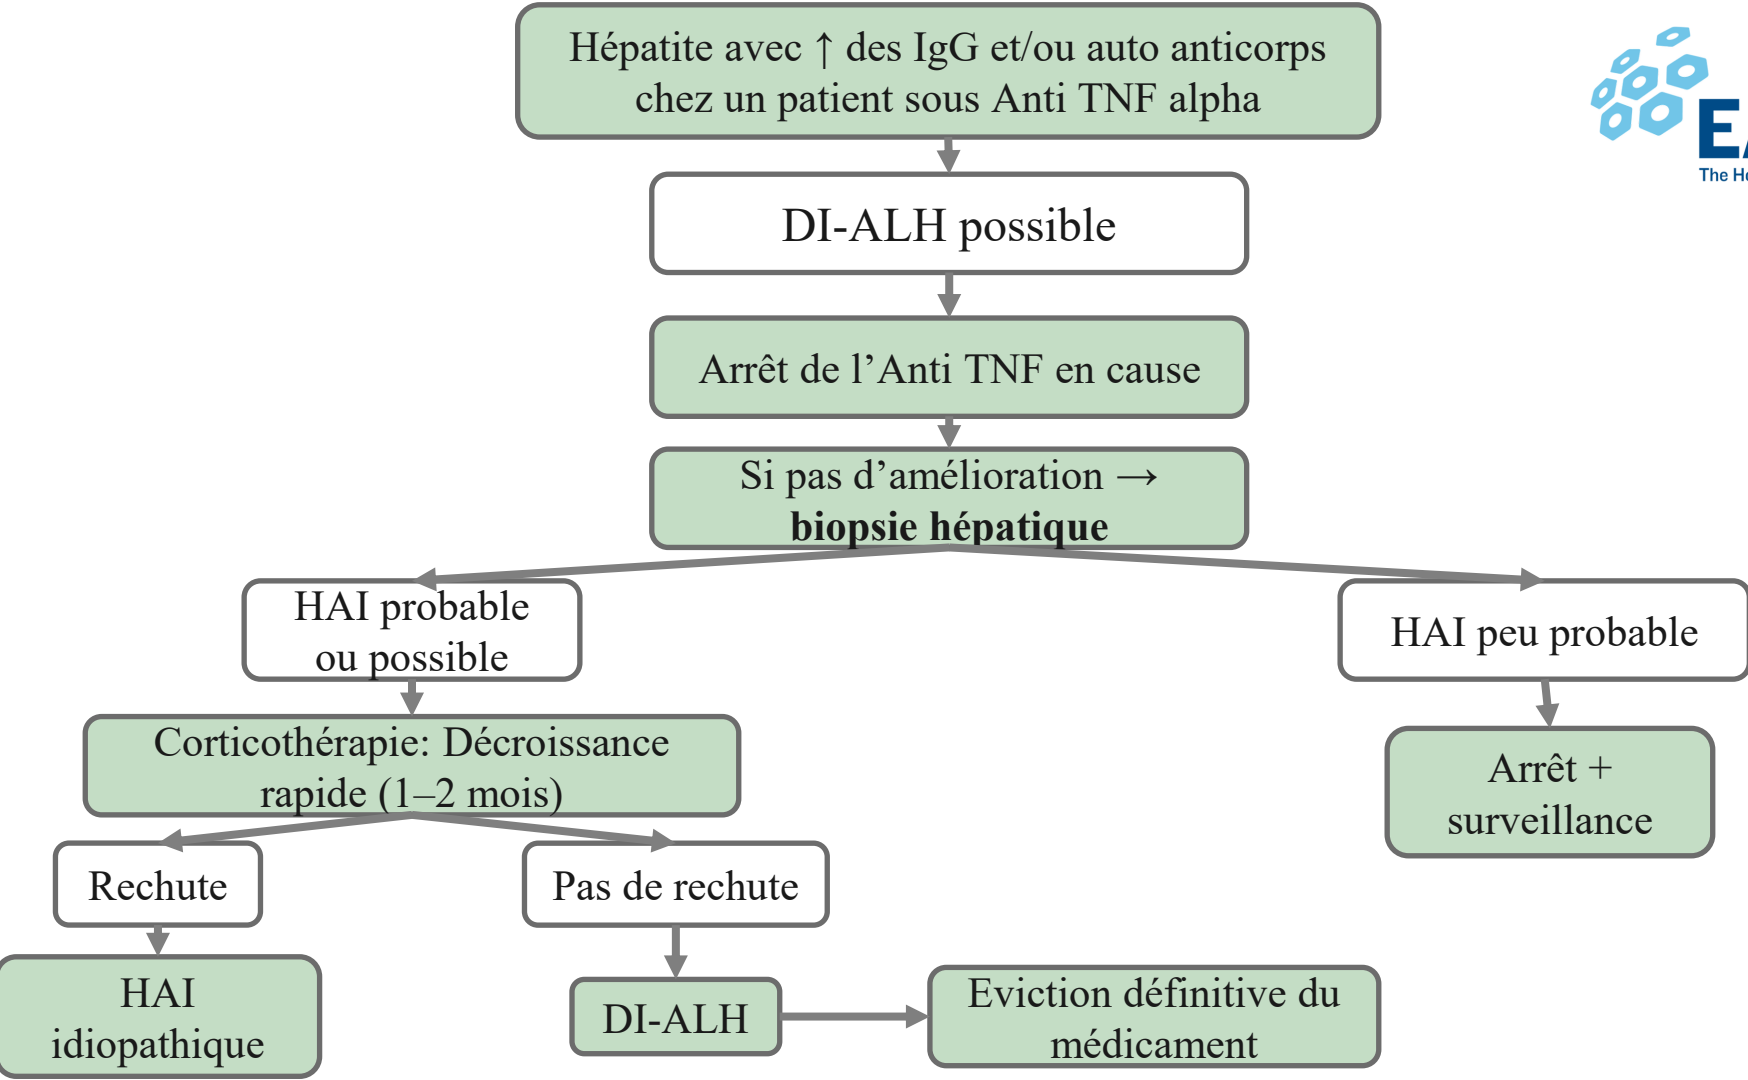 Hépatite avec ↑ des IgG et/ou auto anticorps
chez un patient sous Anti TNF alpha
DI-ALH possible
Arrêt de l’Anti TNF en cause
Si pas d’amélioration →
biopsie hépatique
HAI probable
ou possible
HAI peu probable
Corticothérapie: Décroissance
rapide (1–2 mois)
Arrêt +
surveillance
Rechute
Pas de rechute
HAI
idiopathique
DI-ALH
Eviction définitive du
médicament
The